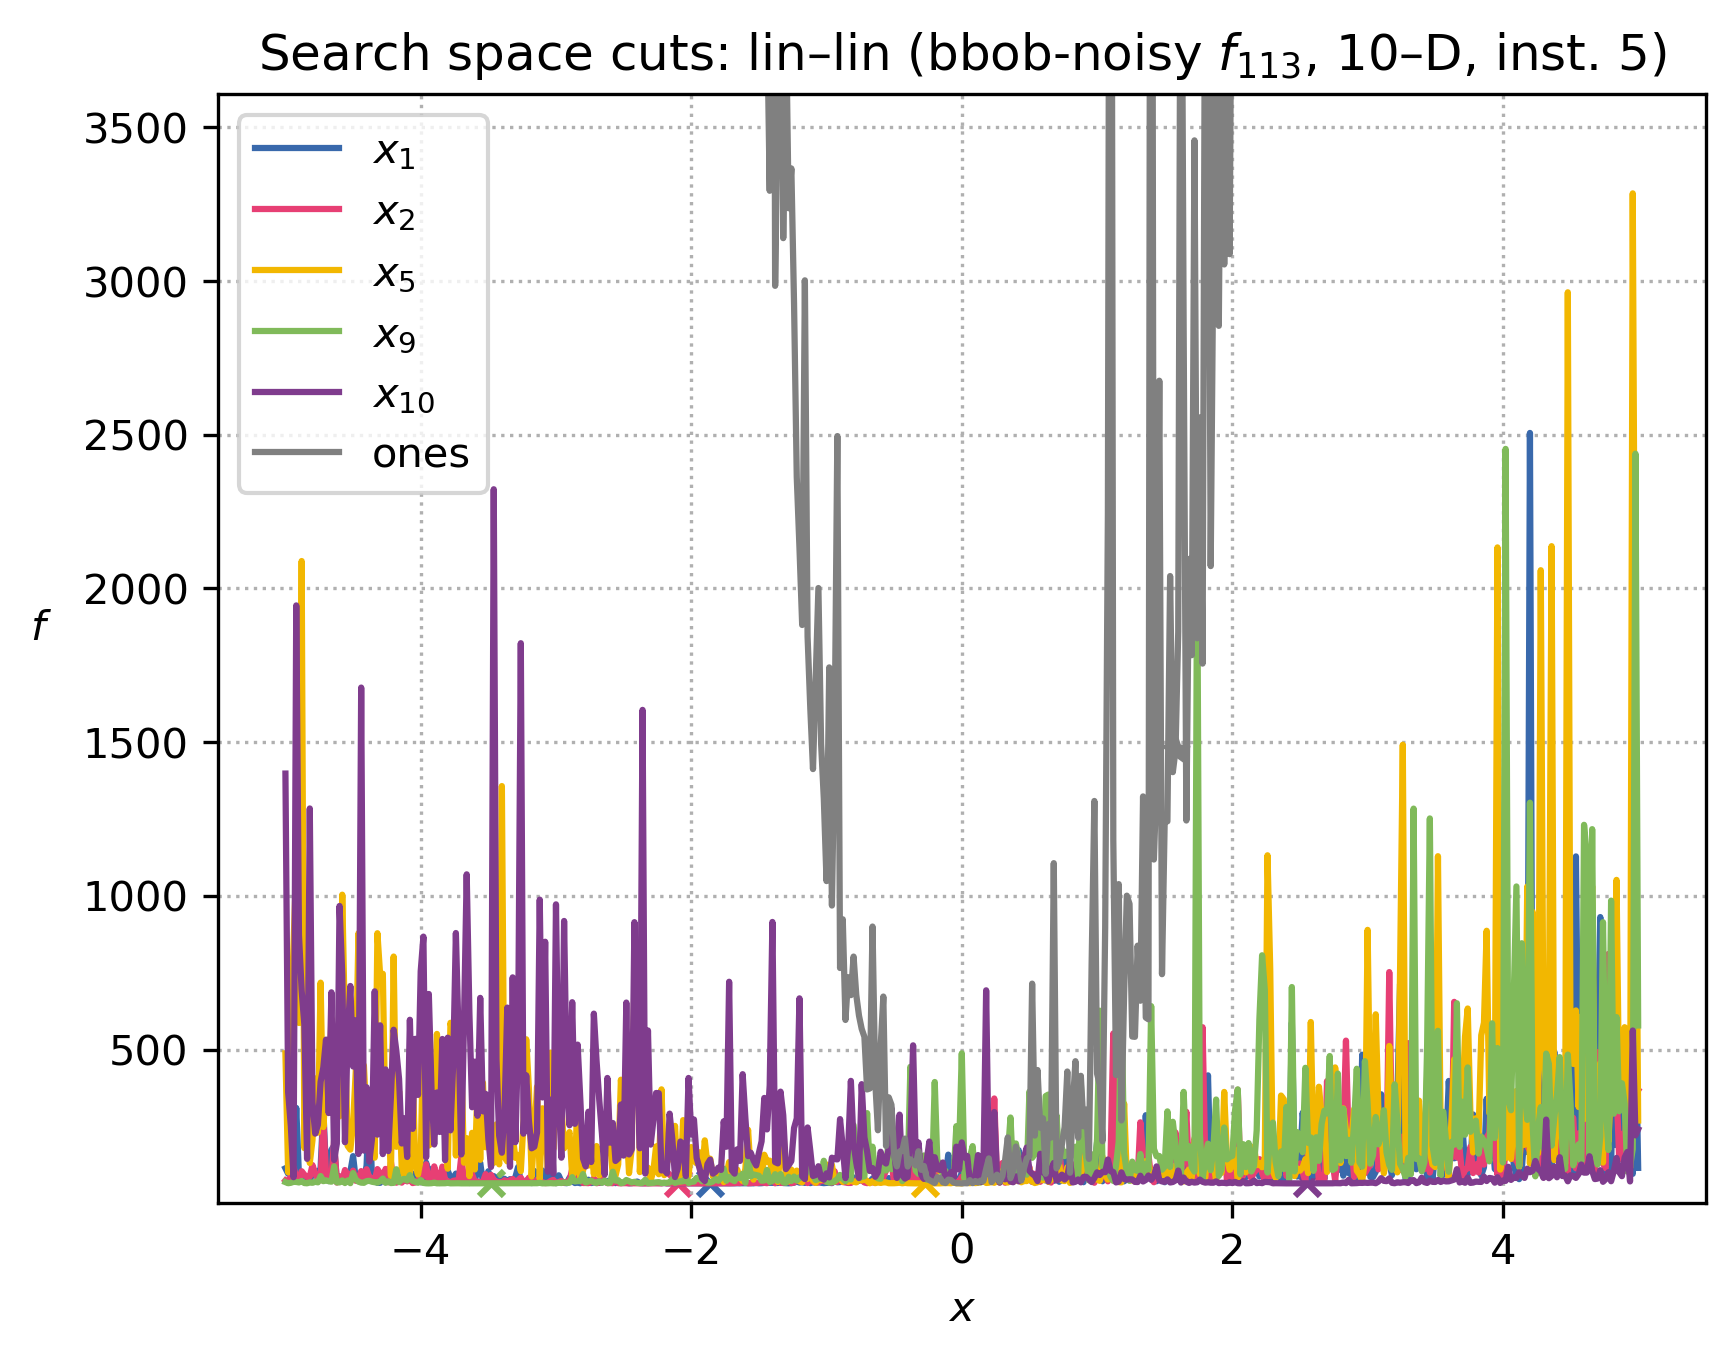 Search space cuts: lin–lin (bbob-noisy f₁₁₃, 10–D, inst. 5)
3500
3000
2500
2000
1500
1000
500
f
x₁
x₂
x₅
x₉
x₁₀
ones
−4
−2
0
2
4
x